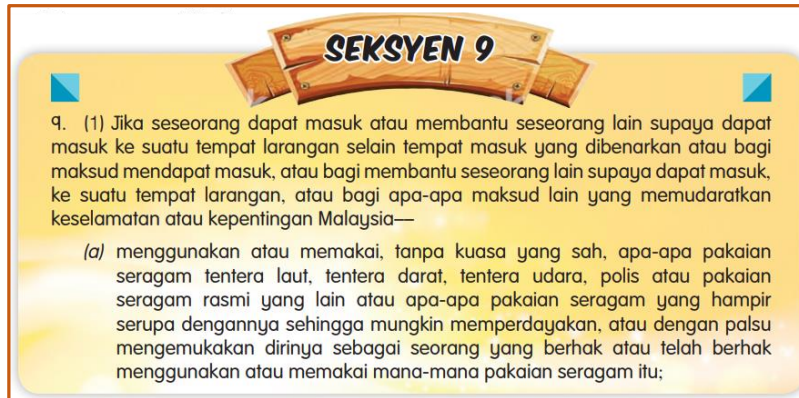 SEKSYEN 9
9. (1) Jika seseorang dapat masuk atau membantu seseorang lain supaya dapat
masuk ke suatu tempat larangan selain tempat masuk yang dibenarkan atau bagi
maksud mendapat masuk, atau bagi membantu seseorang lain supaya dapat masuk,
ke suatu tempat larangan, atau bagi apa-apa maksud lain yang memudaratkan
keselamatan atau kepentingan Malaysia—
(a) menggunakan atau memakai, tanpa kuasa yang sah, apa-apa pakaian
seragam tentera laut, tentera darat, tentera udara, polis atau pakaian
seragam rasmi yang lain atau apa-apa pakaian seragam yang hampir
serupa dengannya sehingga mungkin memperdayakan, atau dengan palsu
mengemukakan dirinya sebagai seorang yang berhak atau telah berhak
menggunakan atau memakai mana-mana pakaian seragam itu;